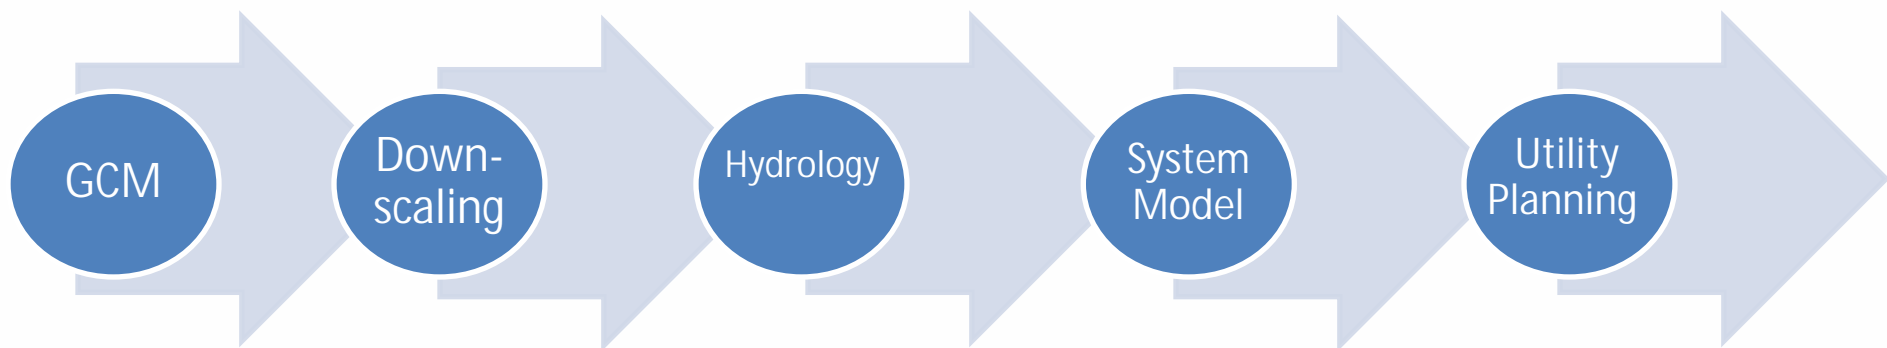 GCM
Down-
scaling
Hydrology
System
Model
Utility
Planning